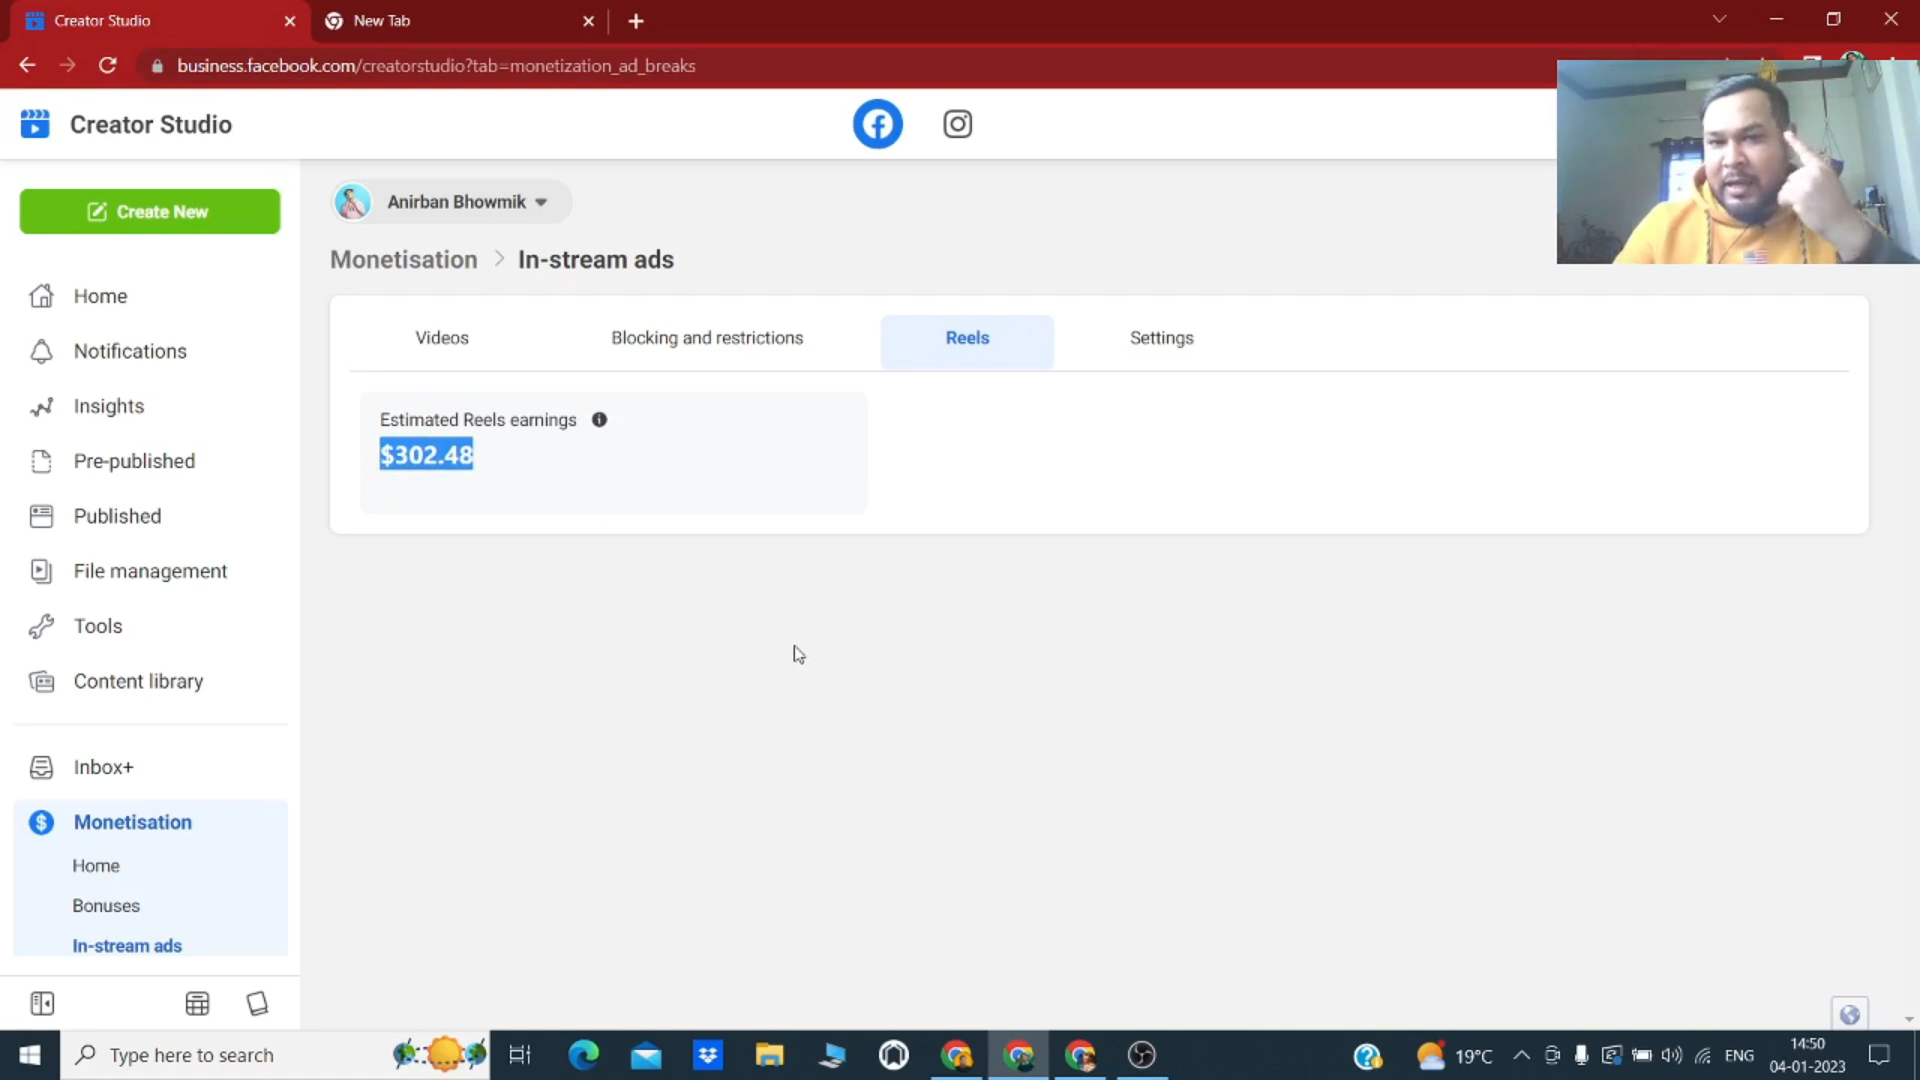 Creator Studio
New Tab
business.facebook.com/creatorstudio?tab=monetization_ad_breaks
Creator Studio
Create New
Anirban Bhowmik
Monetisation > In-stream ads
Videos
Blocking and restrictions
Reels
Settings
Estimated Reels earnings
$302.48
Home
Notifications
Insights
Pre-published
Published
File management
Tools
Content library
Inbox+
Monetisation
Home
Bonuses
In-stream ads
Type here to search
19°C
ENG
14:50
04-01-2023